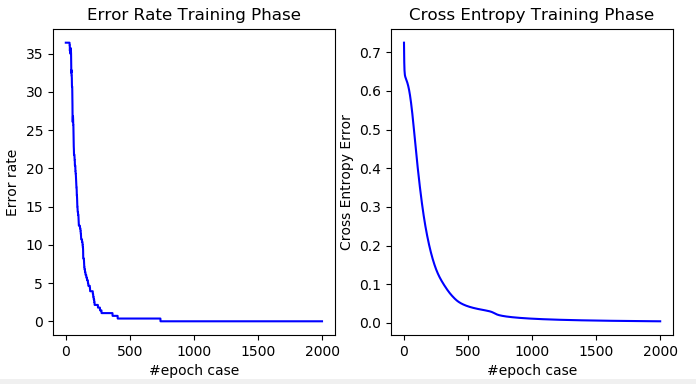 Error Rate Training Phase
Error rate
35
30
25
20
15
10
5
0
0 500 1000 1500 2000
#epoch case
Cross Entropy Training Phase
Cross Entropy Error
0.7
0.6
0.5
0.4
0.3
0.2
0.1
0.0
0 500 1000 1500 2000
#epoch case